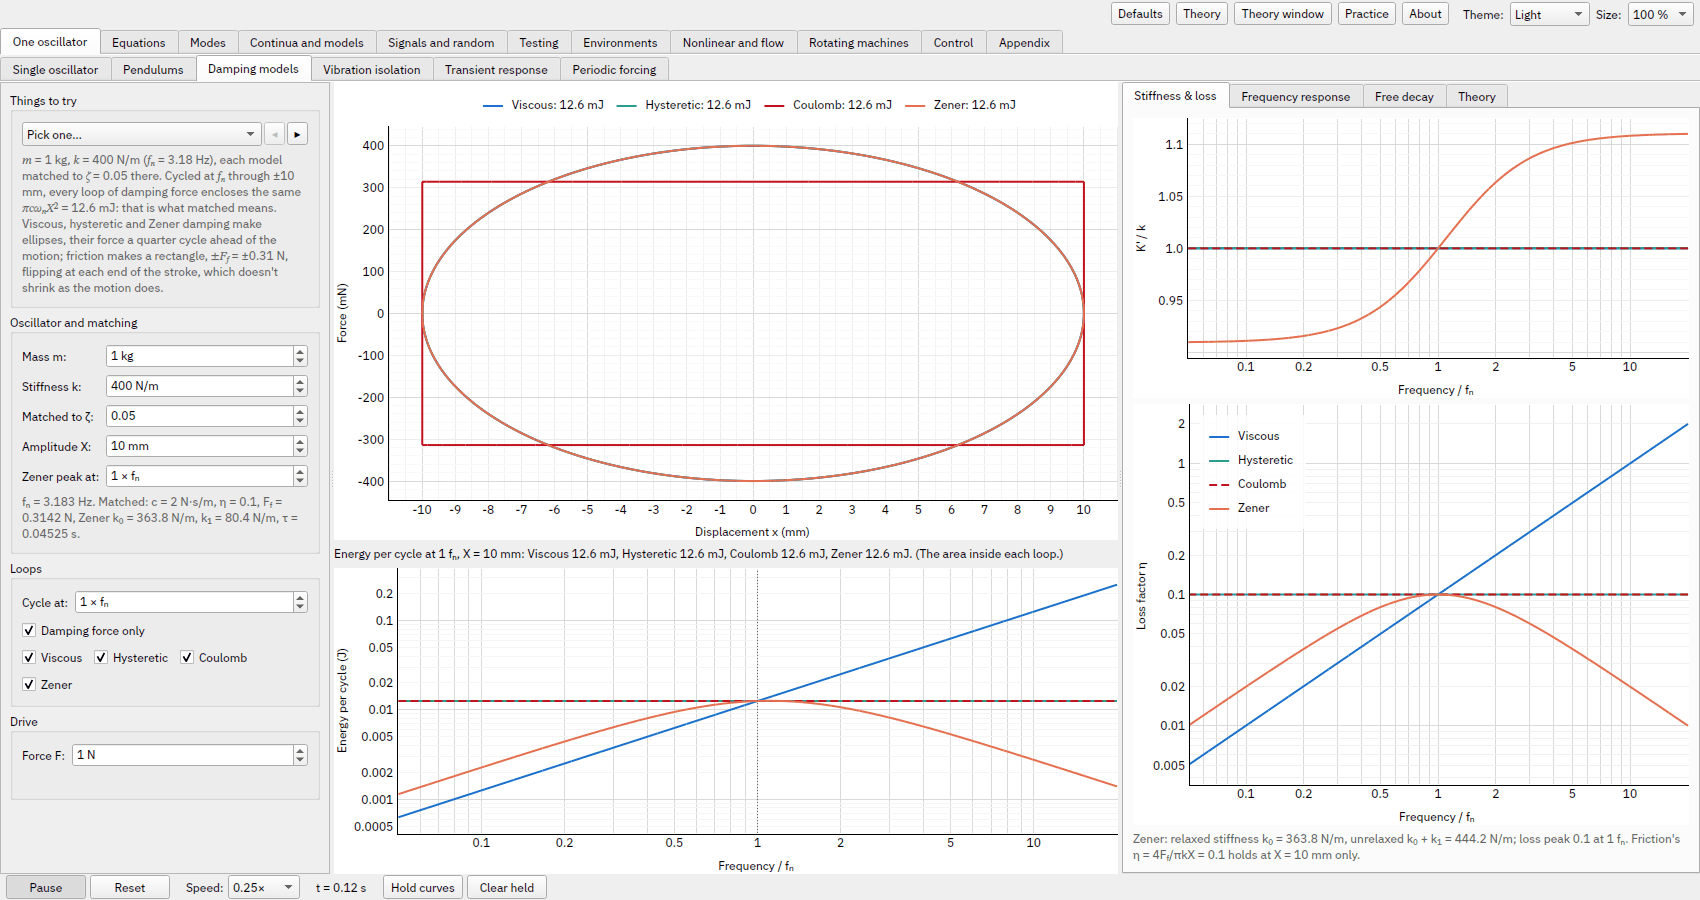 Defaults Theory Theory window Practice About Theme: Light Size: 100 %
One oscillator Equations Modes Continua and models Signals and random Testing Environments Nonlinear and flow Rotating machines Control Appendix
Single oscillator Pendulums Damping models Vibration isolation Transient response Periodic forcing
Things to try
Pick one...
m = 1 kg, k = 400 N/m (fₙ = 3.18 Hz), each model
matched to ζ = 0.05 there. Cycled at fₙ through ±10
mm, every loop of damping force encloses the same
πcωₙX² = 12.6 mJ: that is what matched means.
Viscous, hysteretic and Zener damping make
ellipses, their force a quarter cycle ahead of the
motion; friction makes a rectangle, ±F_f = ±0.31 N,
flipping at each end of the stroke, which doesn't
shrink as the motion does.
Oscillator and matching
Mass m: 1 kg
Stiffness k: 400 N/m
Matched to ζ: 0.05
Amplitude X: 10 mm
Zener peak at: 1 × fₙ
fₙ = 3.183 Hz. Matched: c = 2 N·s/m, η = 0.1, F_f =
0.3142 N, Zener k₀ = 363.8 N/m, k₁ = 80.4 N/m, τ =
0.04525 s.
Loops
Cycle at: 1 × fₙ
Damping force only
Viscous Hysteretic Coulomb
Zener
Drive
Force F: 1 N
Viscous: 12.6 mJ Hysteretic: 12.6 mJ Coulomb: 12.6 mJ Zener: 12.6 mJ
400
300
200
100
0
-100
-200
-300
-400
Force (mN)
-10 -9 -8 -7 -6 -5 -4 -3 -2 -1 0 1 2 3 4 5 6 7 8 9 10
Displacement x (mm)
Energy per cycle at 1 fₙ, X = 10 mm: Viscous 12.6 mJ, Hysteretic 12.6 mJ, Coulomb 12.6 mJ, Zener 12.6 mJ. (The area inside each loop.)
0.2
0.1
0.05
0.02
0.01
0.005
0.002
0.001
0.0005
Energy per cycle (J)
0.1 0.2 0.5 1 2 5 10
Frequency / fₙ
Stiffness & loss Frequency response Free decay Theory
1.1
1.05
1.0
0.95
K' / k
0.1 0.2 0.5 1 2 5 10
Frequency / fₙ
Viscous
Hysteretic
Coulomb
Zener
2
1
0.5
0.2
0.1
0.05
0.02
0.01
0.005
Loss factor η
0.1 0.2 0.5 1 2 5 10
Frequency / fₙ
Zener: relaxed stiffness k₀ = 363.8 N/m, unrelaxed k₀ + k₁ = 444.2 N/m; loss peak 0.1 at 1 fₙ. Friction's
η = 4F_f/πkX = 0.1 holds at X = 10 mm only.
Pause Reset Speed: 0.25× t = 0.12 s Hold curves Clear held